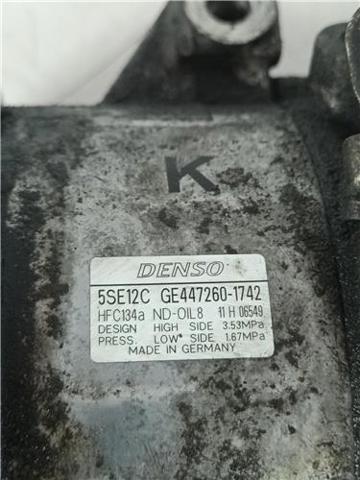 K
DENSO
5SE12C GE447260-1742
HFC134a ND-OIL8 11 H 06549
DESIGN HIGH SIDE 3.53MPa
PRESS. LOW* SIDE 1.67MPa
MADE IN GERMANY